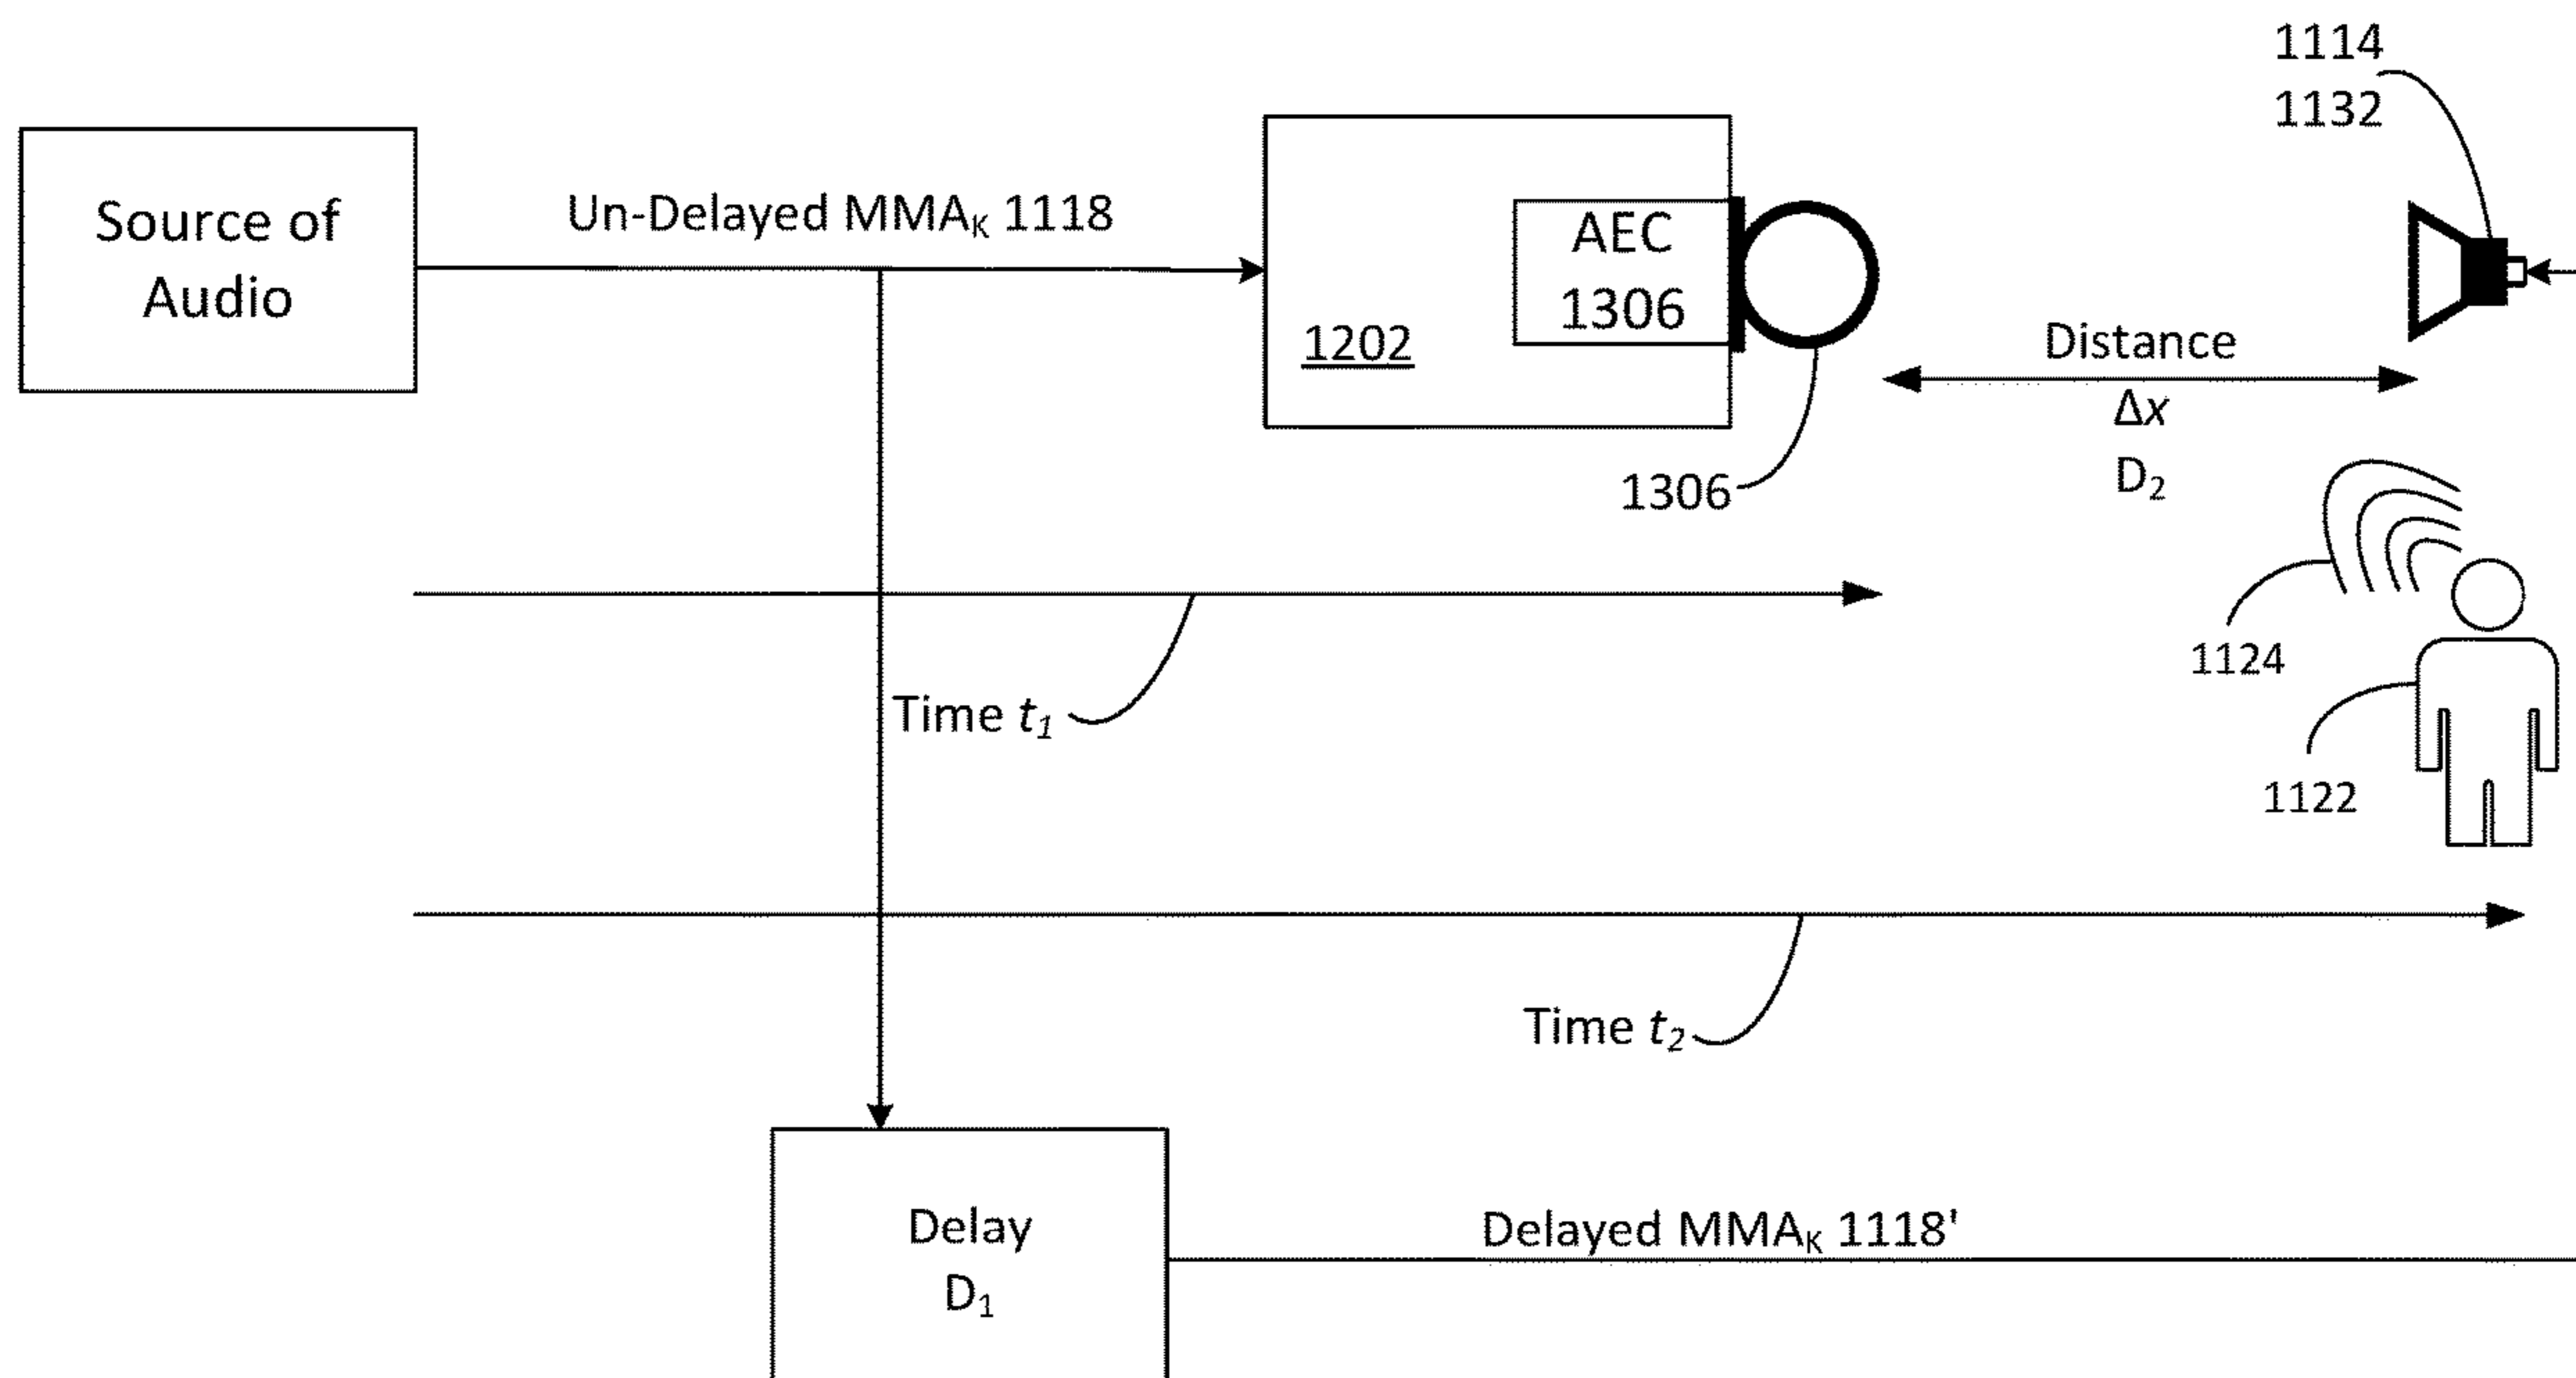 1114
1132
Source of
Audio
Un-Delayed MMAK 1118
AEC
1306
1202
Distance
Δx
D2
1306
1124
Time t1
1122
Time t2
Delay
D1
Delayed MMAK 1118'